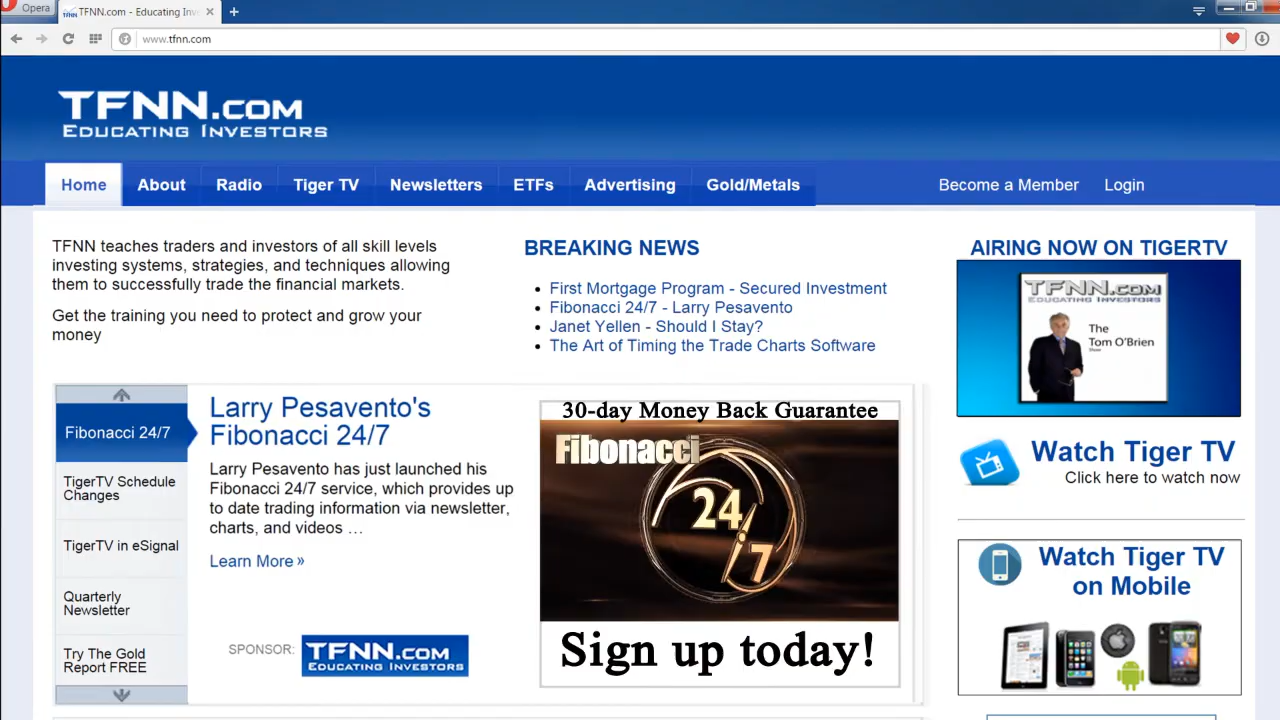 Opera
TFNN.com - Educating Inv
www.tfnn.com
TFNN.com
Educating Investors
Home
About
Radio
Tiger TV
Newsletters
ETFs
Advertising
Gold/Metals
Become a Member
Login
TFNN teaches traders and investors of all skill levels
investing systems, strategies, and techniques allowing
them to successfully trade the financial markets.
Get the training you need to protect and grow your
money
BREAKING NEWS
First Mortgage Program - Secured Investment
Fibonacci 24/7 - Larry Pesavento
Janet Yellen - Should I Stay?
The Art of Timing the Trade Charts Software
AIRING NOW ON TIGERTV
TFNN.com
Educating Investors
The
Tom O'Brien
Show
Watch Tiger TV
Click here to watch now
Watch Tiger TV
on Mobile
Fibonacci 24/7
TigerTV Schedule
Changes
TigerTV in eSignal
Quarterly
Newsletter
Try The Gold
Report FREE
Larry Pesavento's
Fibonacci 24/7
Larry Pesavento has just launched his
Fibonacci 24/7 service, which provides up
to date trading information via newsletter,
charts, and videos …
Learn More »
SPONSOR:
TFNN.com
Educating Investors
30-day Money Back Guarantee
Fibonacci
24/7
Sign up today!